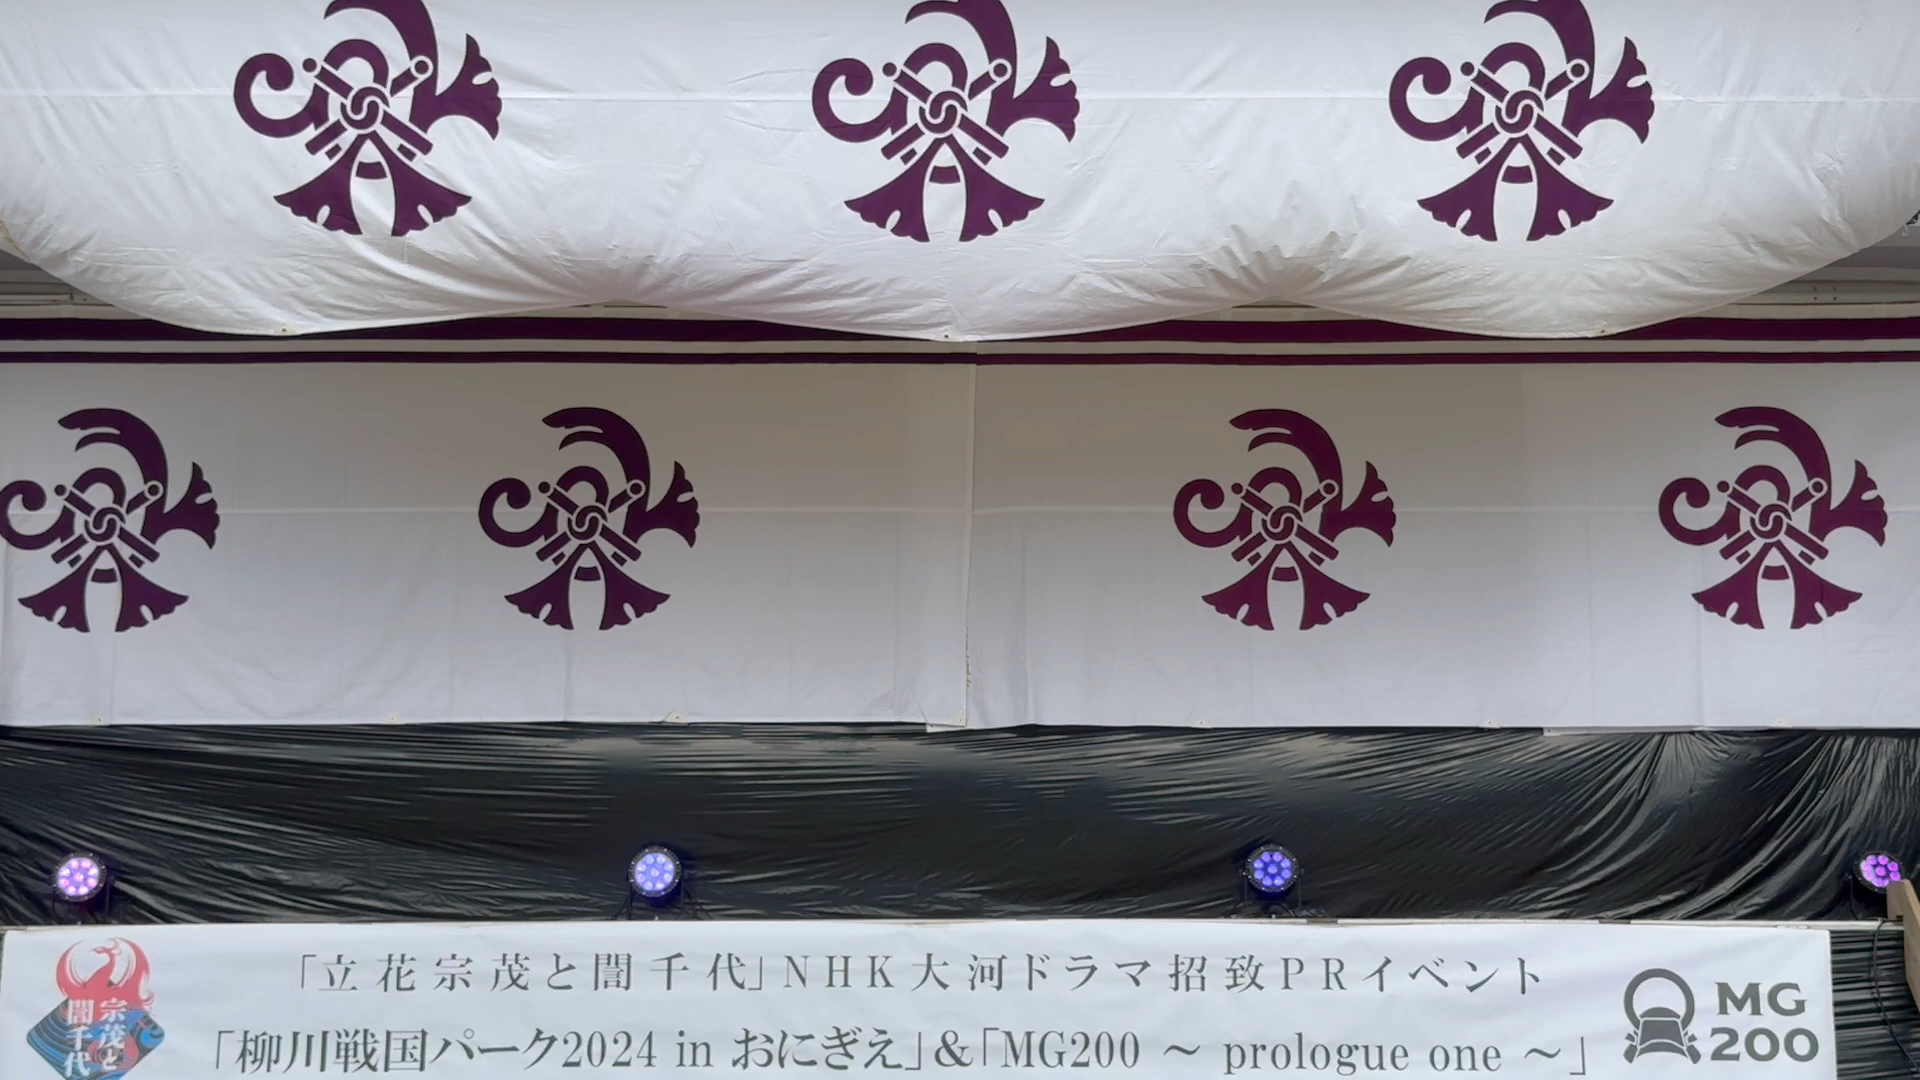 「立花宗茂と誾千代」NHK大河ドラマ招致PRイベント
「柳川戦国パーク2024 in おにぎえ」&「MG200 ～ prologue one ～」
宗茂と
誾千代
MG
200